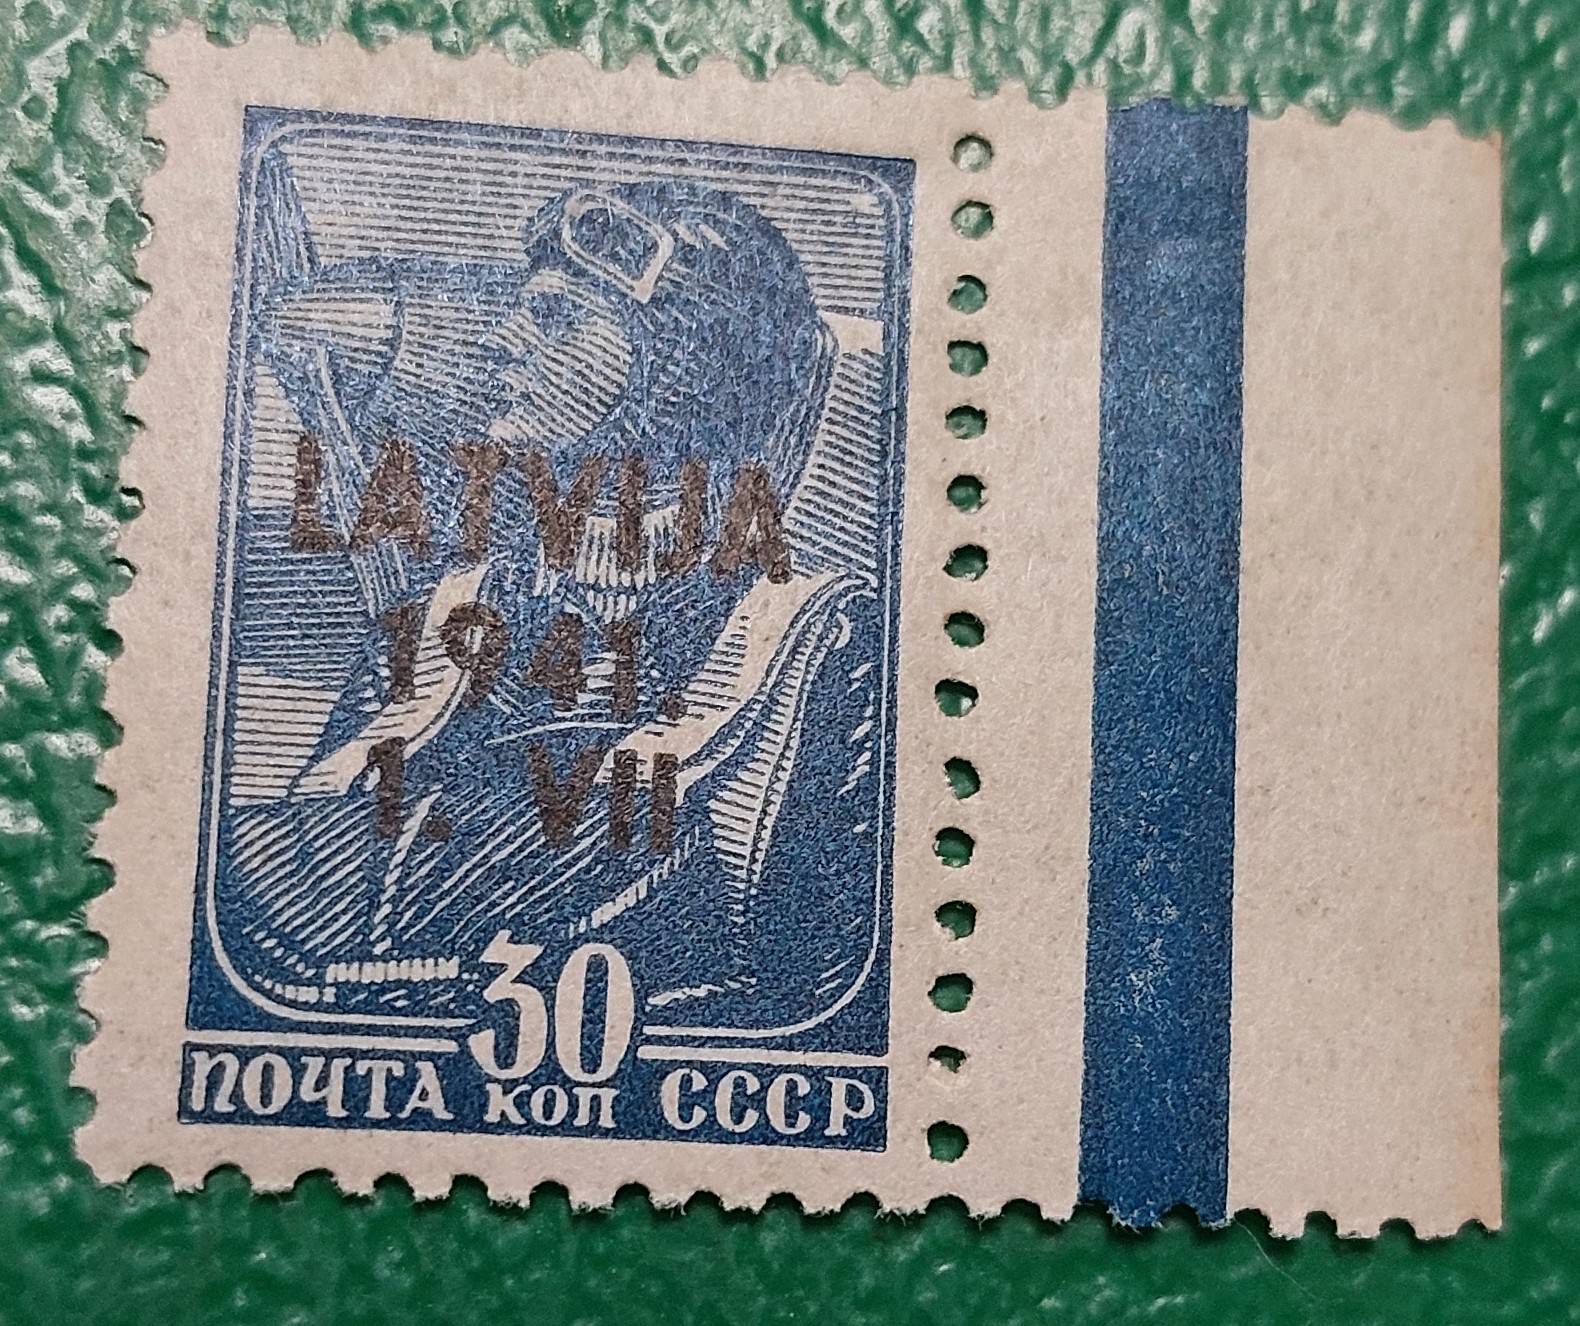 LATVIJA
1941.
1. VII
30
ПОЧТА КОП СССР